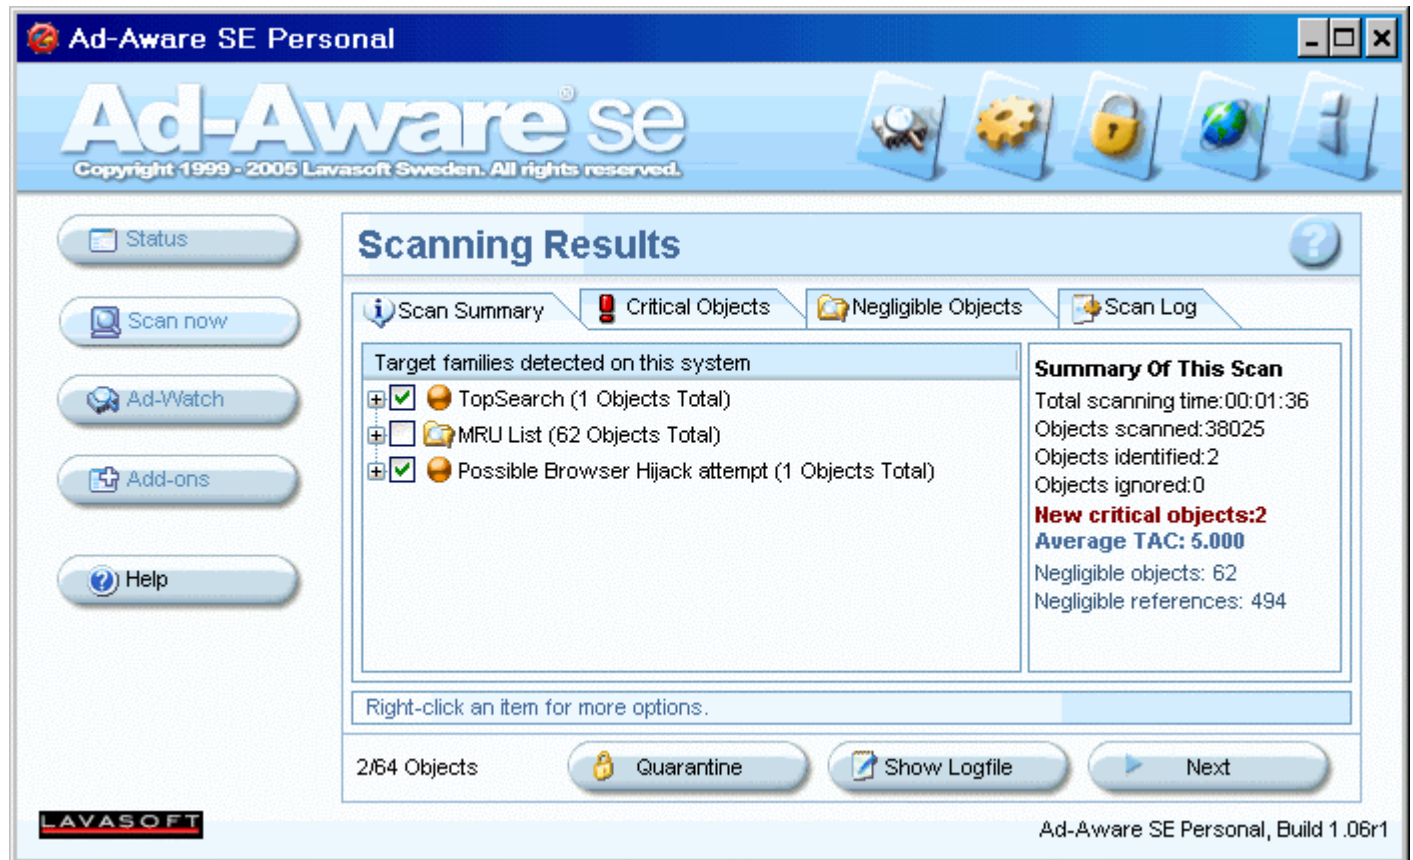 Ad-Aware SE Personal
Ad-Aware® se
Copyright 1999 - 2005 Lavasoft Sweden. All rights reserved.
Status
Scan now
Ad-Watch
Add-ons
Help
Scanning Results
?
Scan Summary
Critical Objects
Negligible Objects
Scan Log
Target families detected on this system
TopSearch (1 Objects Total)
MRU List (62 Objects Total)
Possible Browser Hijack attempt (1 Objects Total)
Summary Of This Scan
Total scanning time:00:01:36
Objects scanned:38025
Objects identified:2
Objects ignored:0
New critical objects:2
Average TAC: 5.000
Negligible objects: 62
Negligible references: 494
Right-click an item for more options.
2/64 Objects
Quarantine
Show Logfile
Next
LAVASOFT
Ad-Aware SE Personal, Build 1.06r1